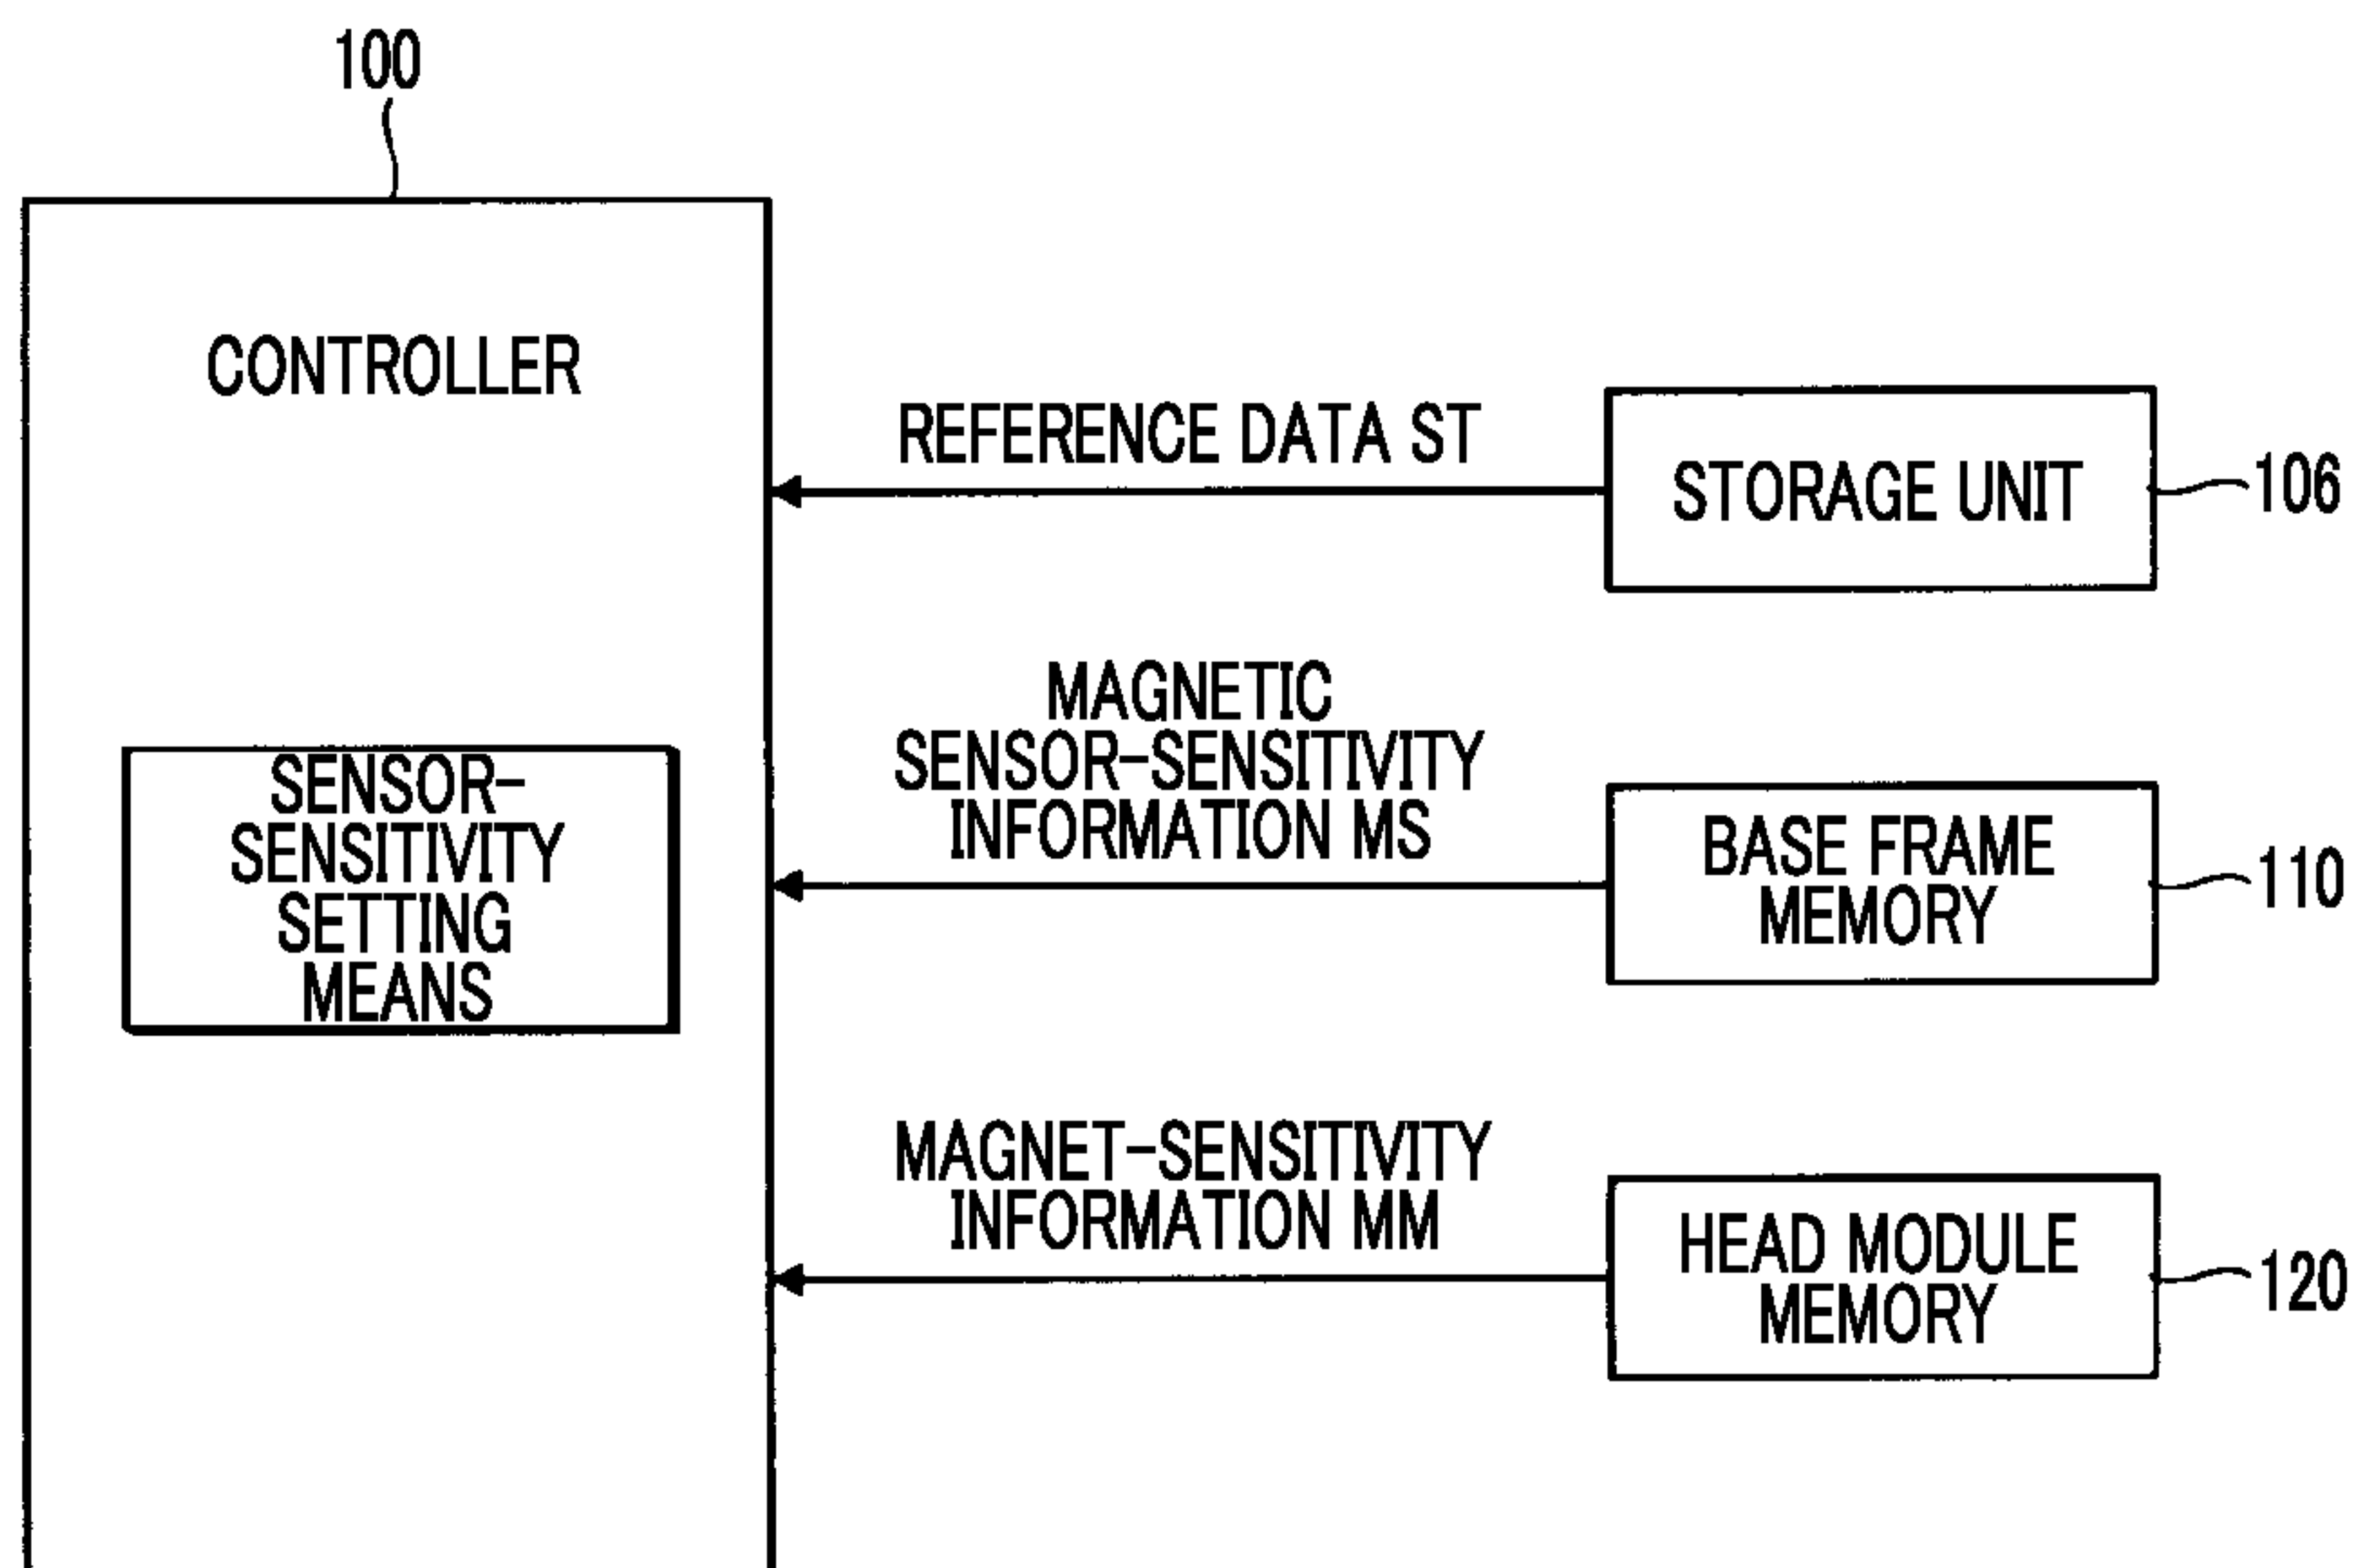 100
CONTROLLER
REFERENCE DATA ST
STORAGE UNIT
106
MAGNETIC
SENSOR-SENSITIVITY
INFORMATION MS
SENSOR-
SENSITIVITY
SETTING
MEANS
BASE FRAME
MEMORY
110
MAGNET-SENSITIVITY
INFORMATION MM
HEAD MODULE
MEMORY
120